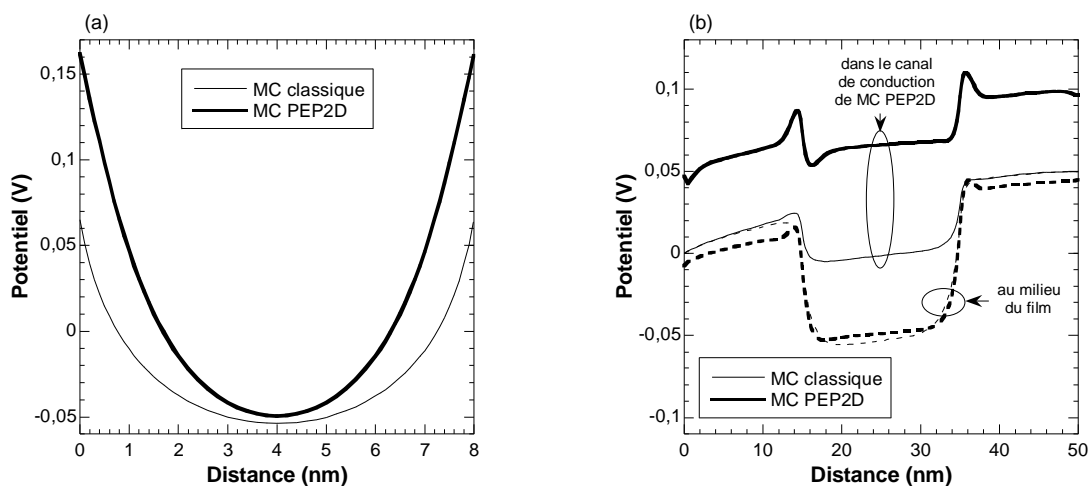 (a)
0,15
0,1
0,05
0
-0,05
Potentiel (V)
MC classique
MC PEP2D
0 1 2 3 4 5 6 7 8
Distance (nm)
(b)
0,1
0,05
0
-0,05
-0,1
Potentiel (V)
dans le canal
de conduction
de MC PEP2D
au milieu
du film
MC classique
MC PEP2D
0 10 20 30 40 50
Distance (nm)